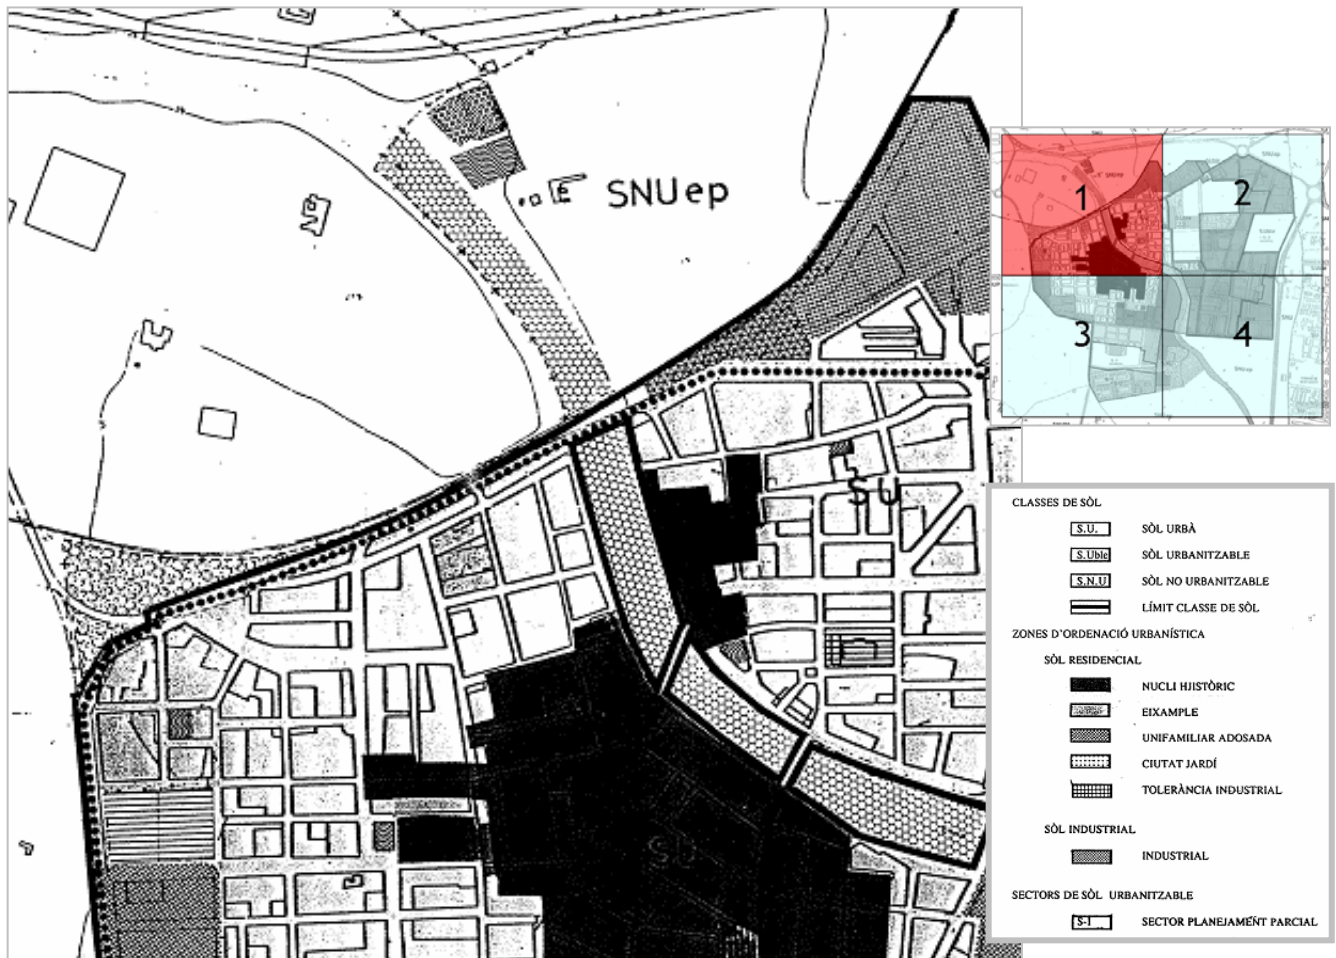 SNUep
SU
SU
1
2
3
4
CLASSES DE SÒL
S.U. SÒL URBÀ
S.Uble SÒL URBANITZABLE
S.N.U SÒL NO URBANITZABLE
LÍMIT CLASSE DE SÒL
ZONES D'ORDENACIÓ URBANÍSTICA
SÒL RESIDENCIAL
NUCLI HJISTÒRIC
EIXAMPLE
UNIFAMILIAR ADOSADA
CIUTAT JARDÍ
TOLERÀNCIA INDUSTRIAL
SÒL INDUSTRIAL
INDUSTRIAL
SECTORS DE SÒL URBANITZABLE
S-1 SECTOR PLANEJAMENT PARCIAL